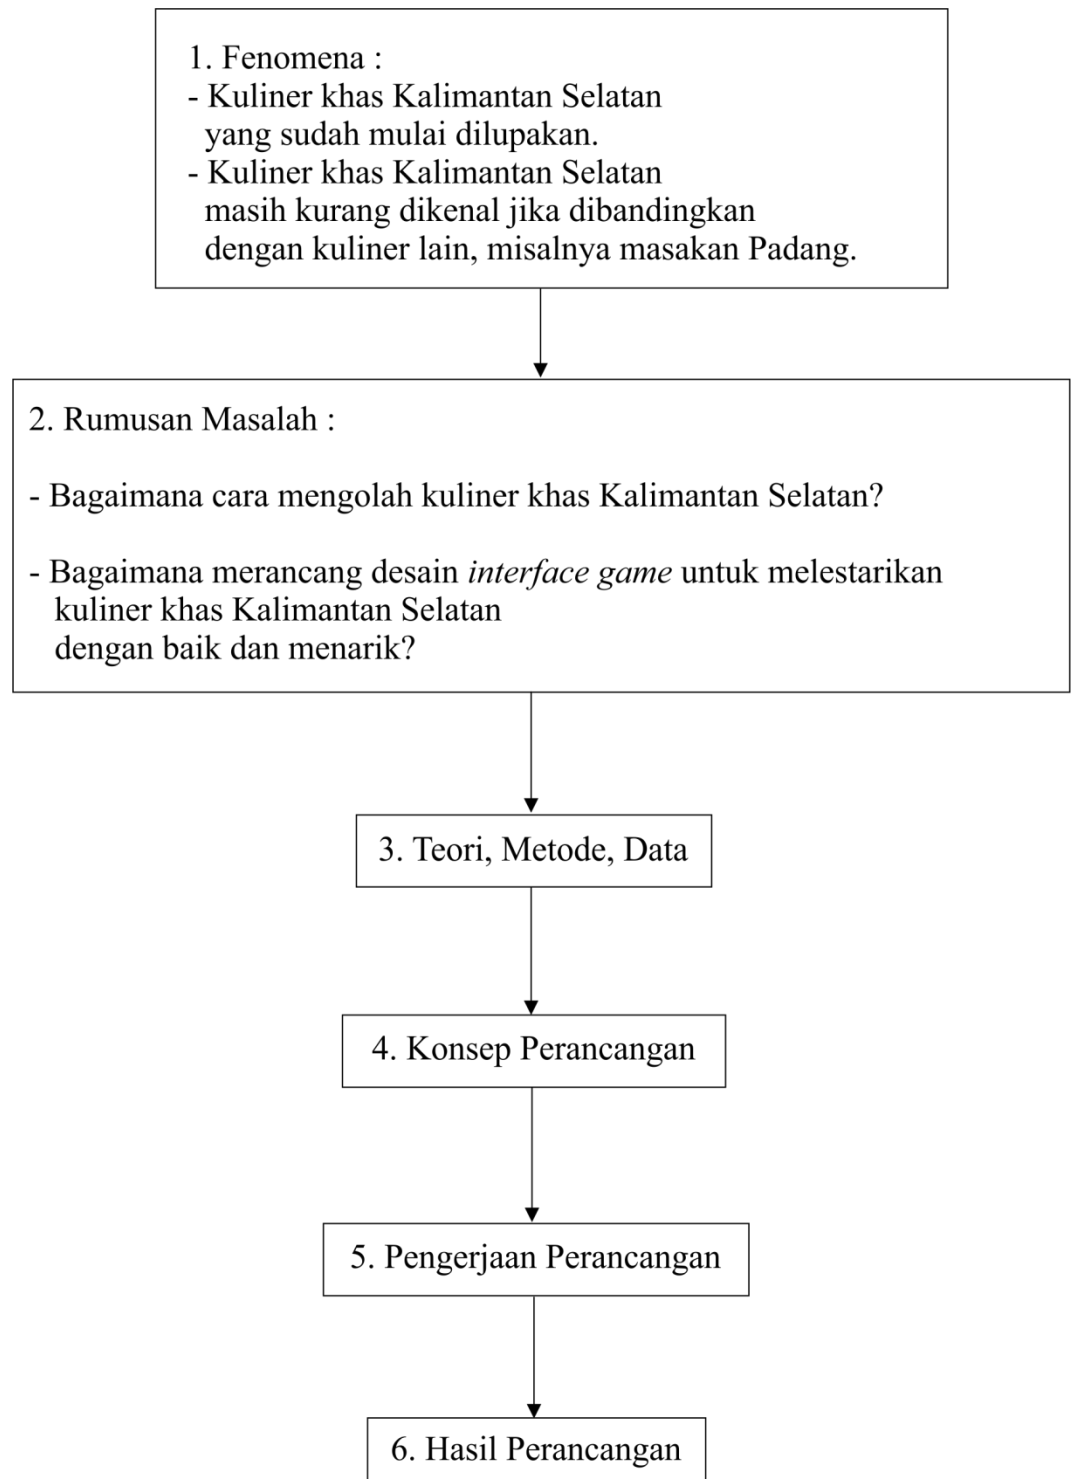 1. Fenomena :
- Kuliner khas Kalimantan Selatan
yang sudah mulai dilupakan.
- Kuliner khas Kalimantan Selatan
masih kurang dikenal jika dibandingkan
dengan kuliner lain, misalnya masakan Padang.
2. Rumusan Masalah :
- Bagaimana cara mengolah kuliner khas Kalimantan Selatan?
- Bagaimana merancang desain interface game untuk melestarikan
kuliner khas Kalimantan Selatan
dengan baik dan menarik?
3. Teori, Metode, Data
4. Konsep Perancangan
5. Pengerjaan Perancangan
6. Hasil Perancangan